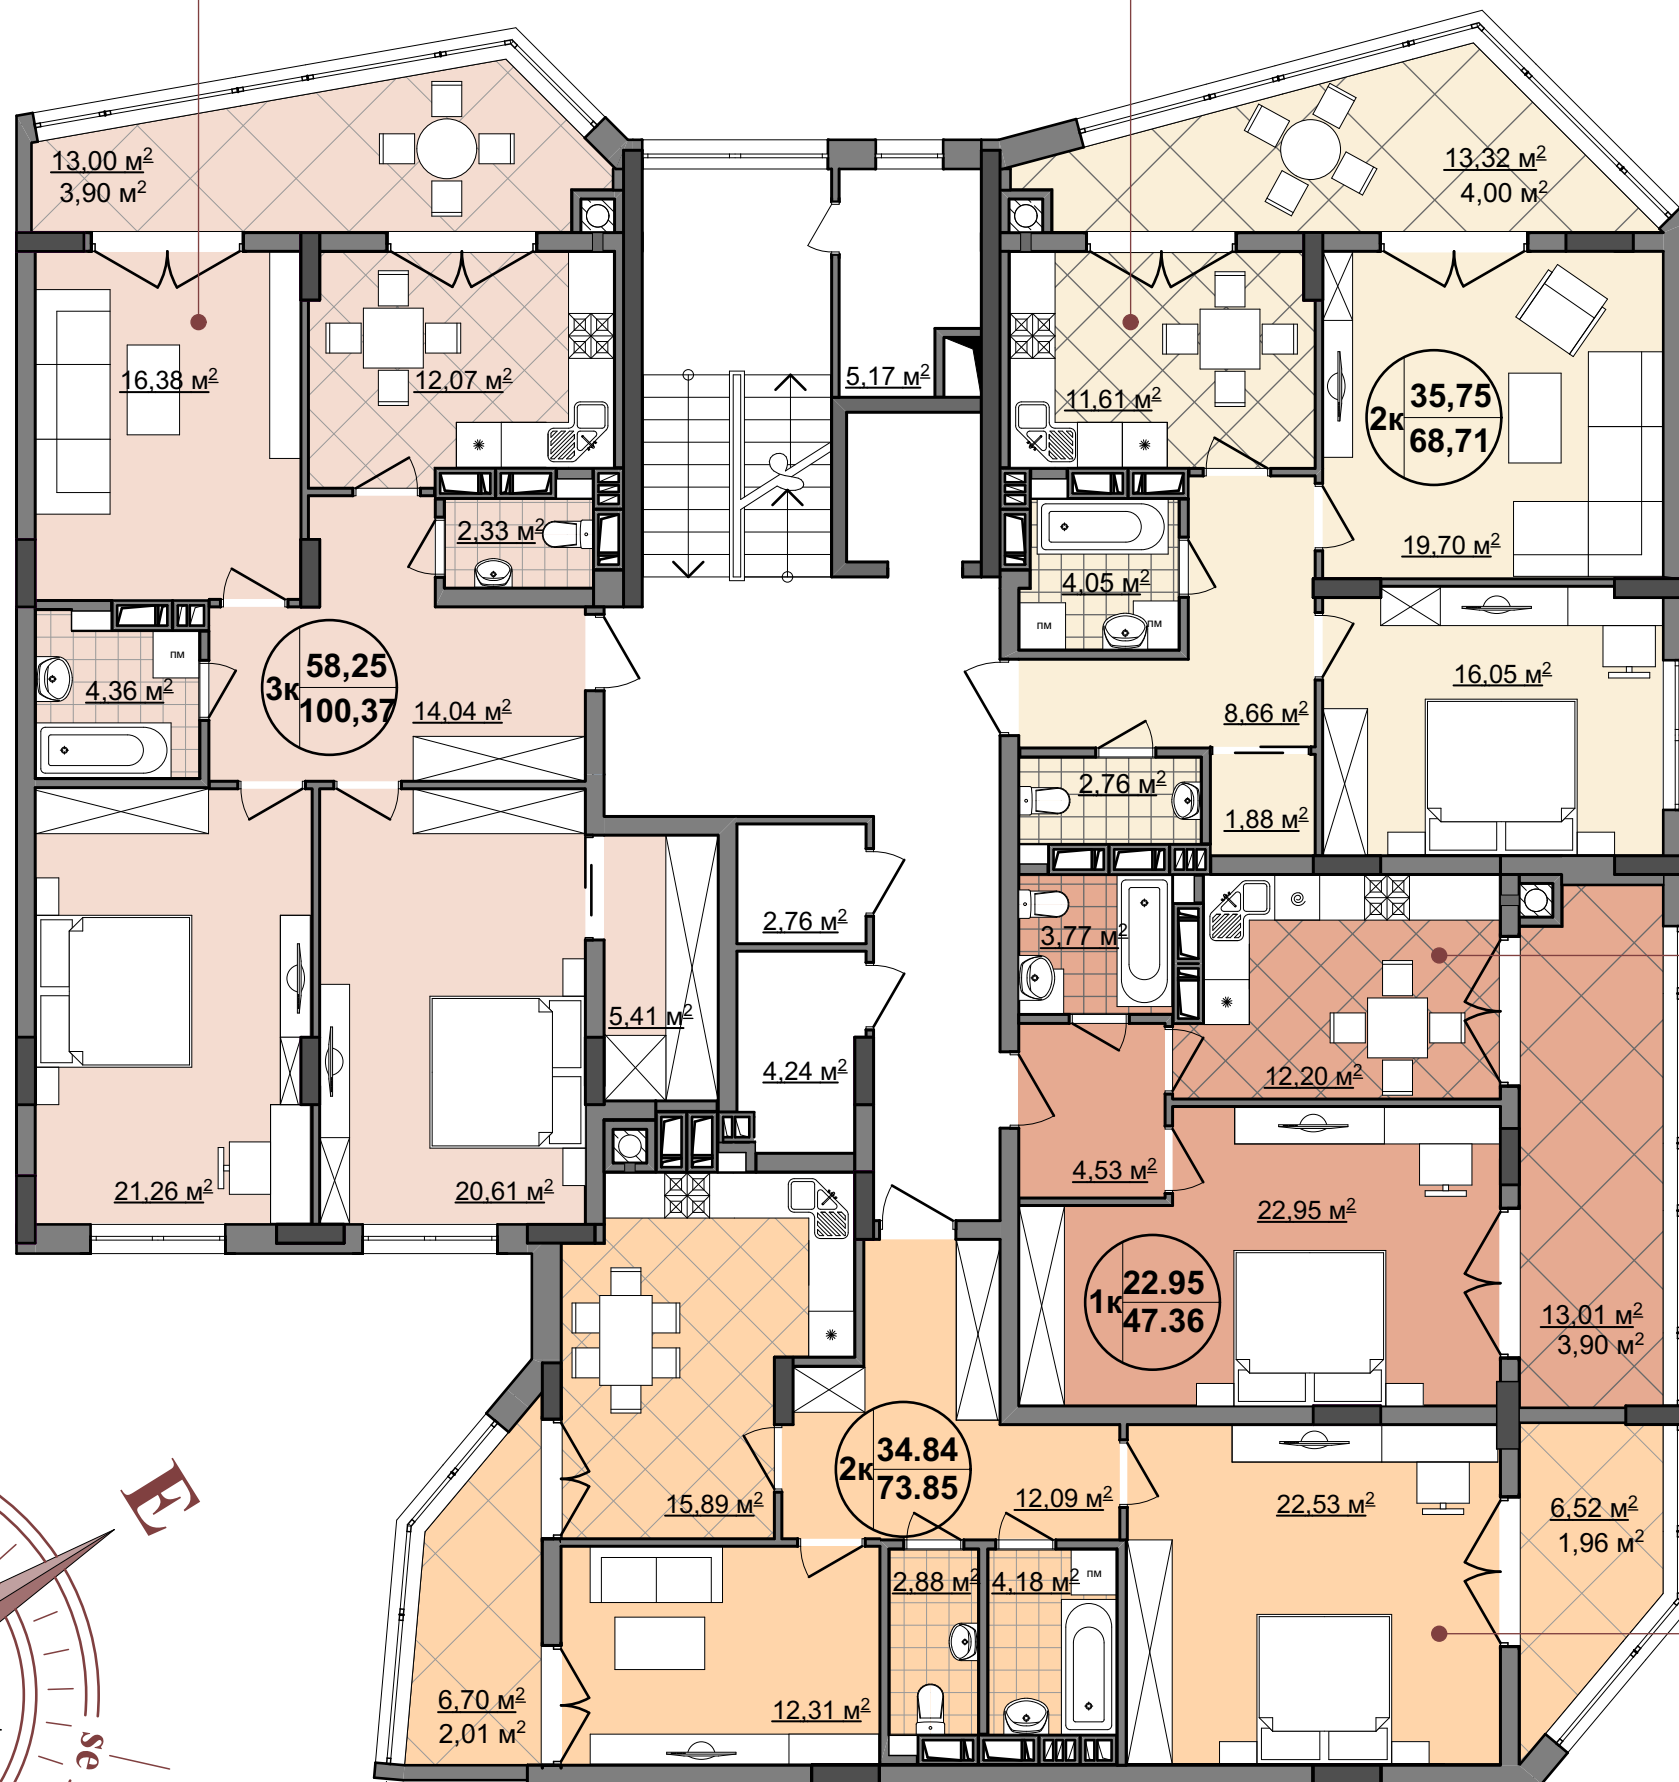 13,00 м²
3,90 м²
13,32 м²
4,00 м²
16,38 м²
12,07 м²
5,17 м²
11,61 м²
2к
35,75
68,71
19,70 м²
2,33 м²
4,05 м²
пм
пм
пм
4,36 м²
3к
58,25
100,37
14,04 м²
16,05 м²
8,66 м²
2,76 м²
1,88 м²
2,76 м²
3,77 м²
5,41 м²
4,24 м²
12,20 м²
4,53 м²
21,26 м²
20,61 м²
22,95 м²
1к
22.95
47.36
13,01 м²
3,90 м²
2к
34.84
73.85
15,89 м²
12,09 м²
22,53 м²
6,52 м²
1,96 м²
E
2,88 м²
4,18 м²
пм
6,70 м²
2,01 м²
12,31 м²
se